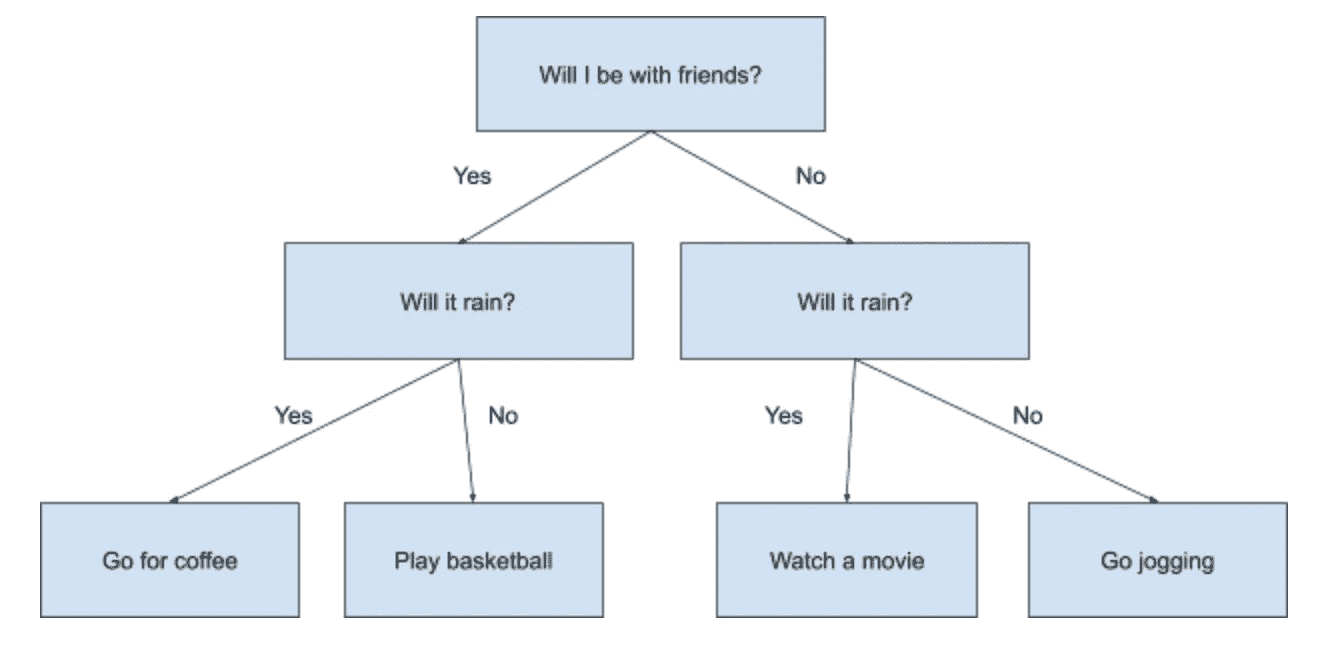 Will I be with friends?
Yes
No
Will it rain?
Will it rain?
Yes
No
Yes
No
Go for coffee
Play basketball
Watch a movie
Go jogging